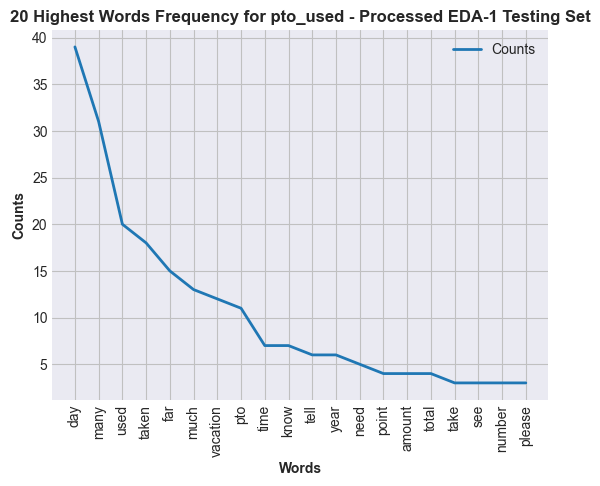 20 Highest Words Frequency for pto_used - Processed EDA-1 Testing Set
Counts
40
35
30
25
20
15
10
5
Counts
day
many
used
taken
far
much
vacation
pto
time
know
tell
year
need
point
amount
total
take
see
number
please
Words